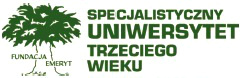 SPECJALISTYCZNY
UNIWERSYTET
TRZECIEGO
WIEKU
FUNDACJA
EMERYT